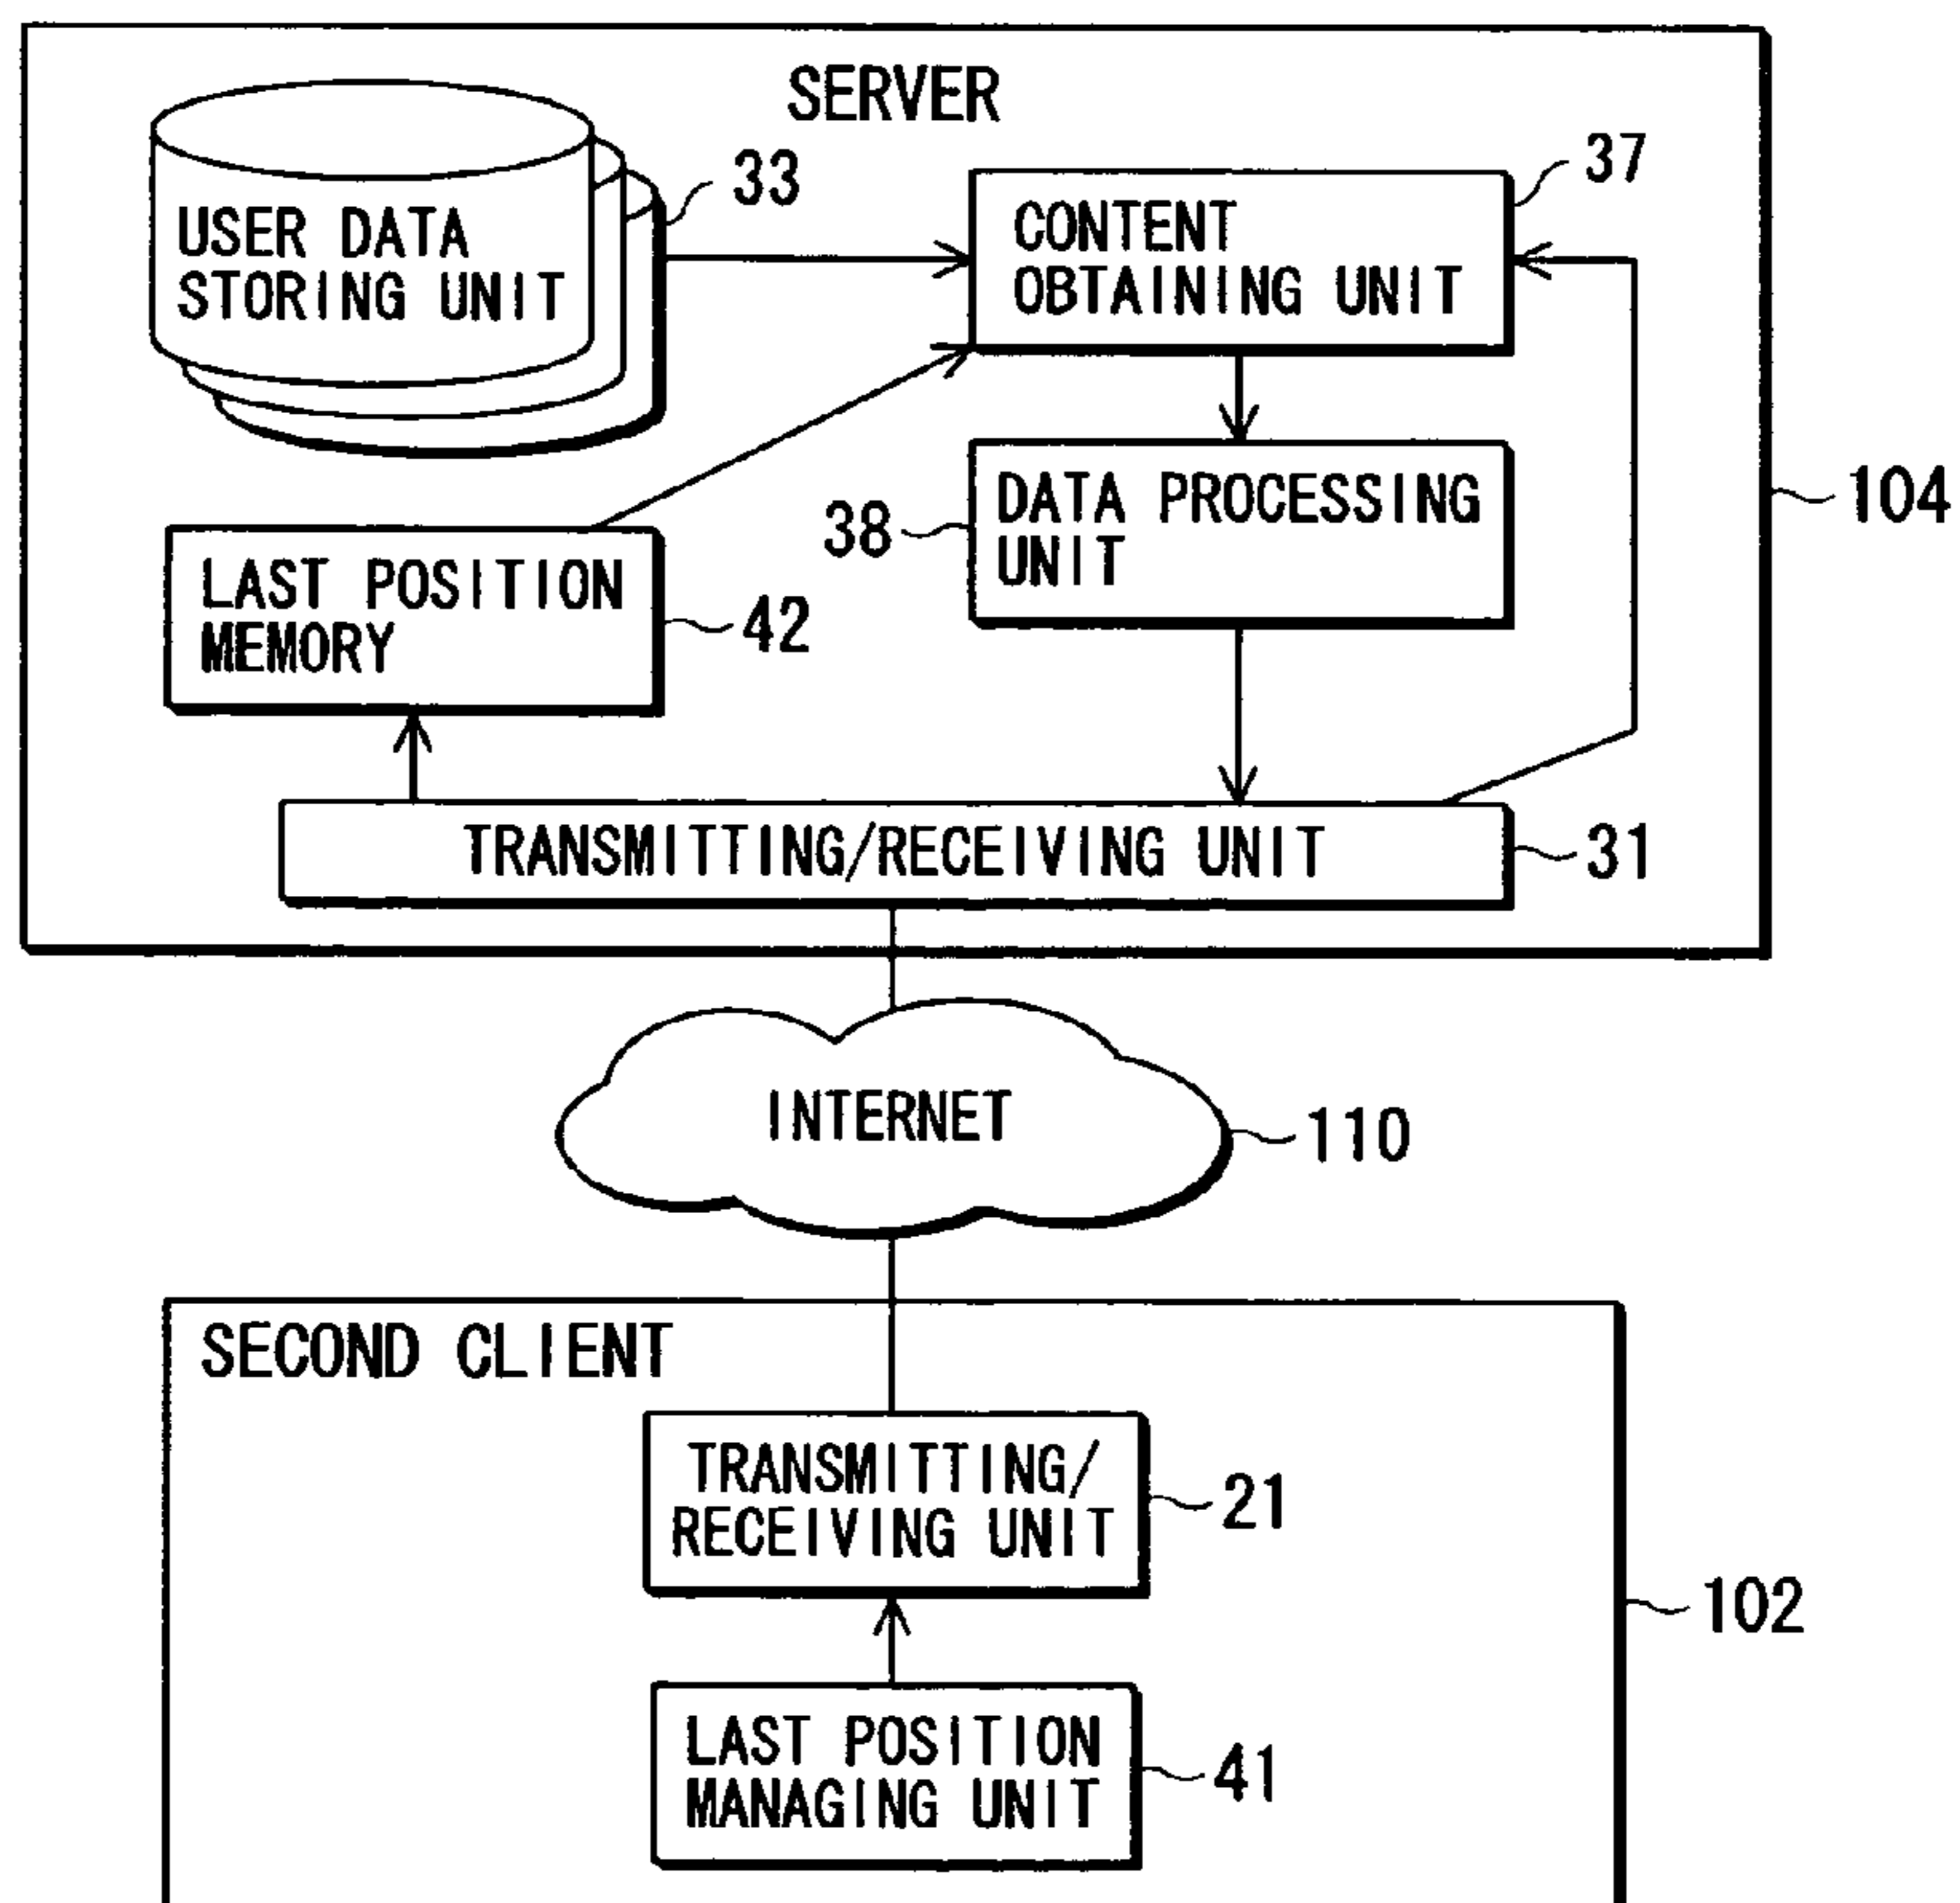 SERVER
33
37
USER DATA
STORING UNIT
CONTENT
OBTAINING UNIT
38
DATA PROCESSING
UNIT
104
LAST POSITION
MEMORY
42
TRANSMITTING/RECEIVING UNIT
31
INTERNET
110
SECOND CLIENT
TRANSMITTING/
RECEIVING UNIT
21
102
LAST POSITION
MANAGING UNIT
41